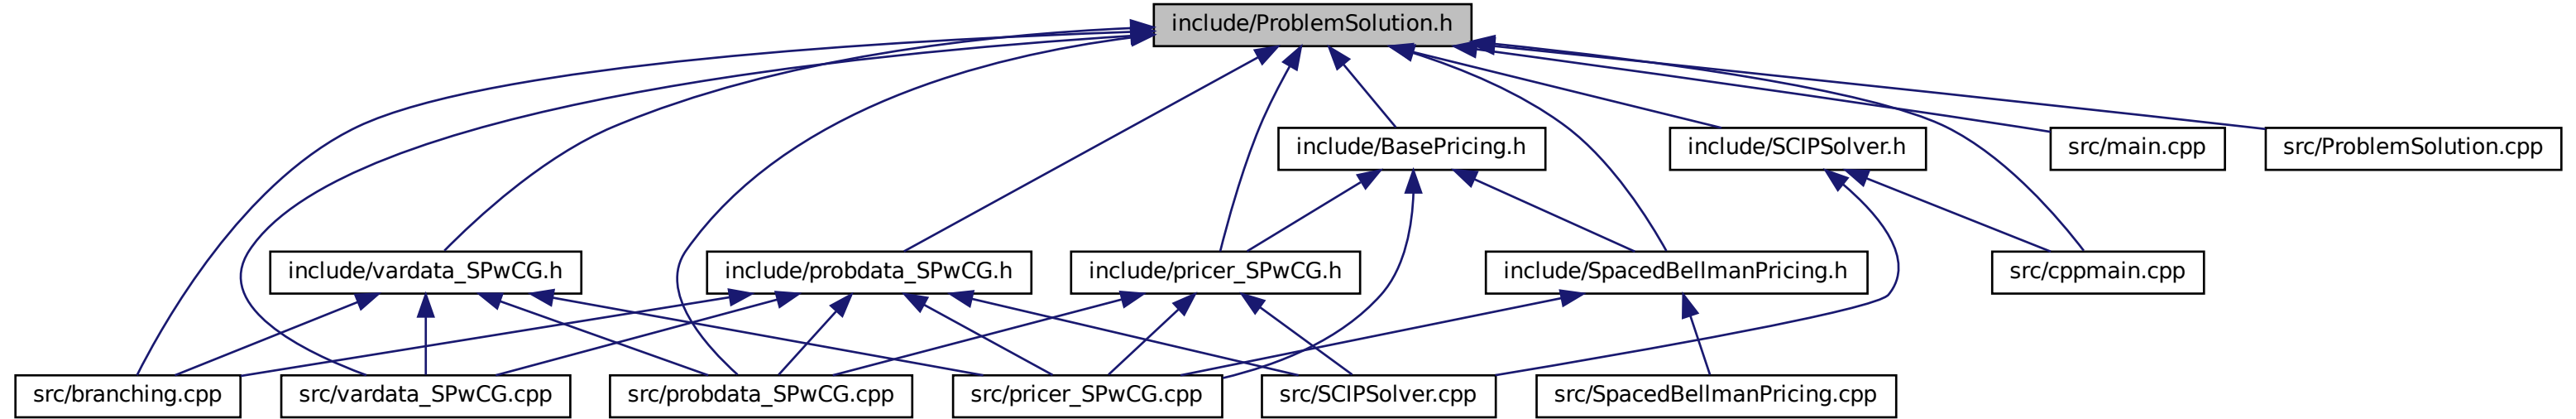 include/ProblemSolution.h
include/BasePricing.h
include/SCIPSolver.h
src/main.cpp
src/ProblemSolution.cpp
include/vardata_SPwCG.h
include/probdata_SPwCG.h
include/pricer_SPwCG.h
include/SpacedBellmanPricing.h
src/cppmain.cpp
src/branching.cpp
src/vardata_SPwCG.cpp
src/probdata_SPwCG.cpp
src/pricer_SPwCG.cpp
src/SCIPSolver.cpp
src/SpacedBellmanPricing.cpp